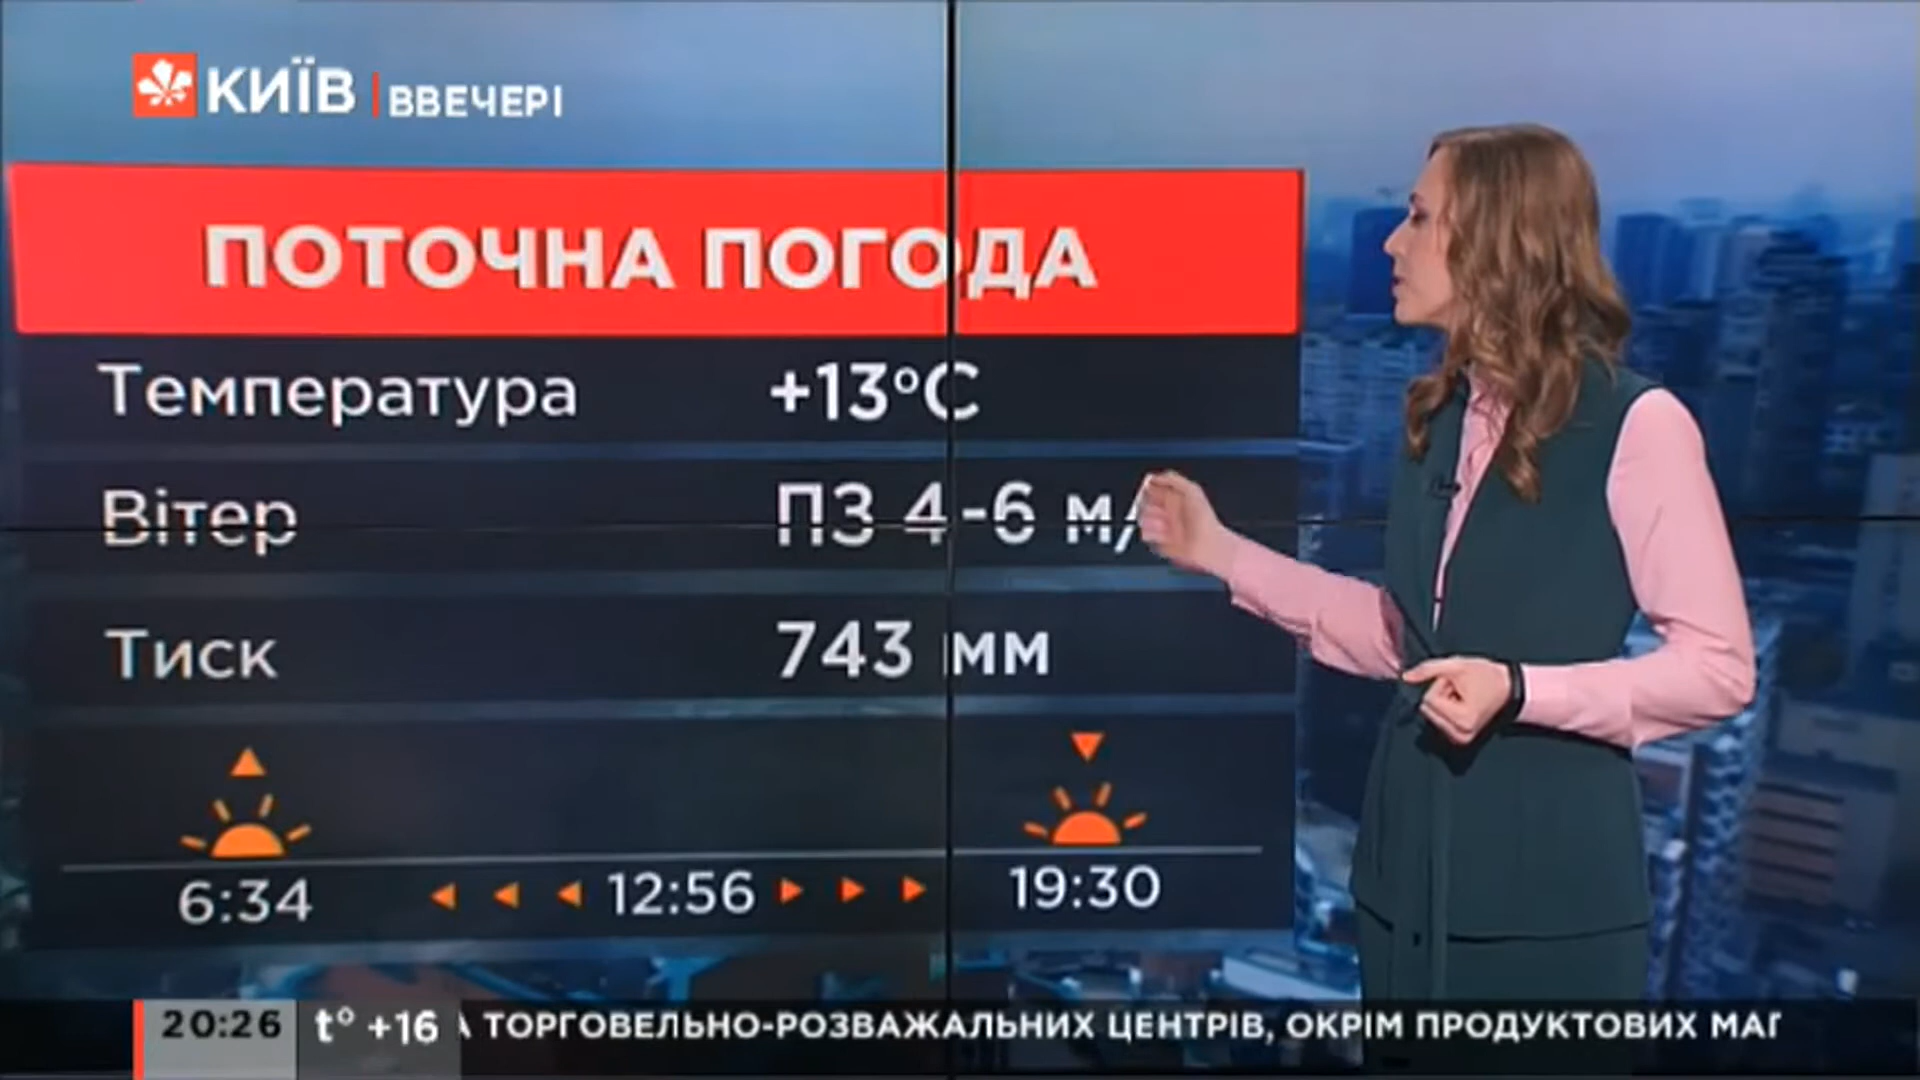 КИЇВ ВВЕЧЕРІ
ПОТОЧНА ПОГОДА
Температура +13°C
Вітер ПЗ 4-6 м/
Тиск 743 мм
6:34 12:56 19:30
20:26 t° +16 ТОРГОВЕЛЬНО-РОЗВАЖАЛЬНИХ ЦЕНТРІВ, ОКРІМ ПРОДУКТОВИХ МАГ